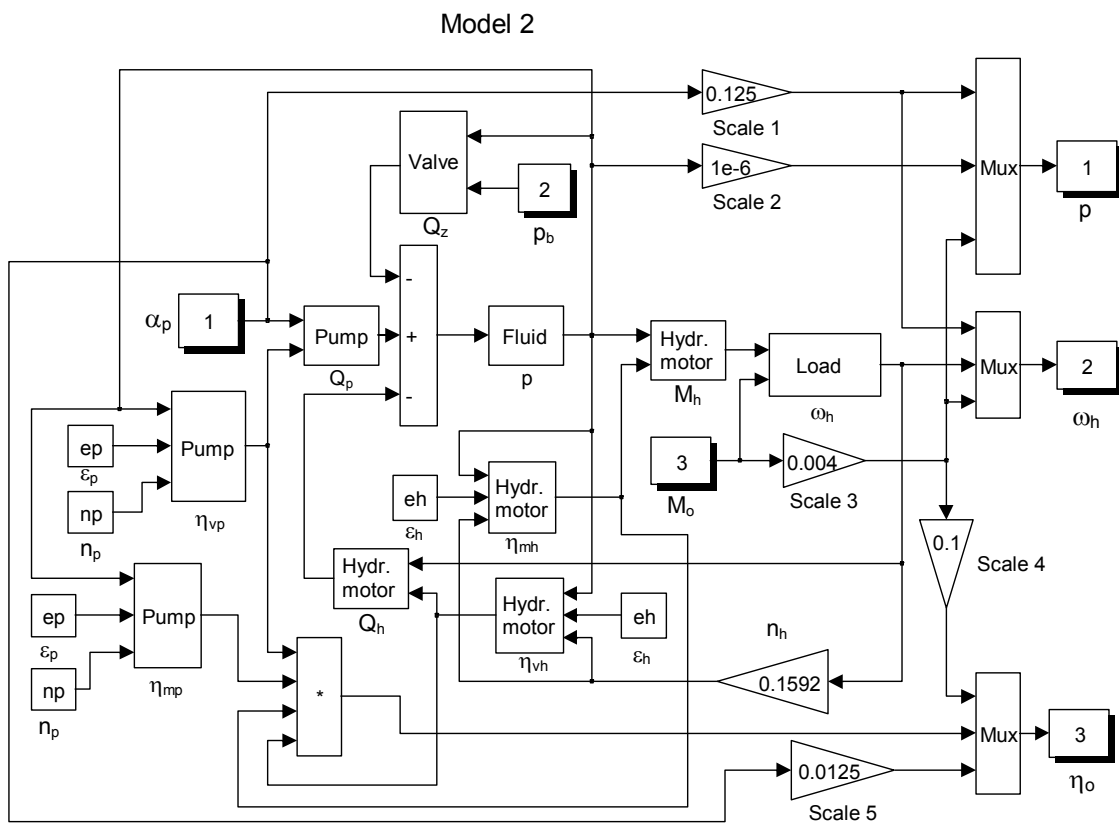 Model 2
0.125
Scale 1
1e-6
Scale 2
Mux
1
p
Valve
Q_z
2
p_b
α_p
1
Pump
Q_p
-
+
-
Fluid
p
Hydr.
motor
M_h
Load
ω_h
Mux
2
ω_h
3
M_o
0.004
Scale 3
ep
ε_p
np
n_p
Pump
η_vp
eh
ε_h
Hydr.
motor
η_mh
0.1
Scale 4
Hydr.
motor
Q_h
Hydr.
motor
η_vh
eh
ε_h
n_h
0.1592
ep
ε_p
np
n_p
Pump
η_mp
*
Mux
3
η_o
0.0125
Scale 5